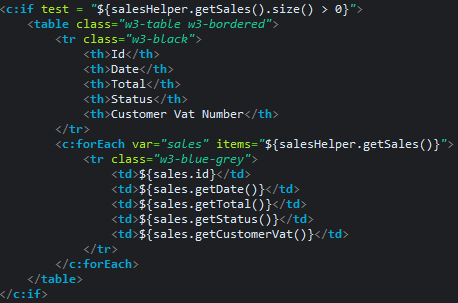 <c:if test = "${salesHelper.getSales().size() > 0}">
    <table class="w3-table w3-bordered">
        <tr class="w3-black">
            <th>Id</th>
            <th>Date</th>
            <th>Total</th>
            <th>Status</th>
            <th>Customer Vat Number</th>
        </tr>
        <c:forEach var="sales" items="${salesHelper.getSales()}">
            <tr class="w3-blue-grey">
                <td>${sales.id}</td>
                <td>${sales.getDate()}</td>
                <td>${sales.getTotal()}</td>
                <td>${sales.getStatus()}</td>
                <td>${sales.getCustomerVat()}</td>
            </tr>
        </c:forEach>
    </table>
</c:if>